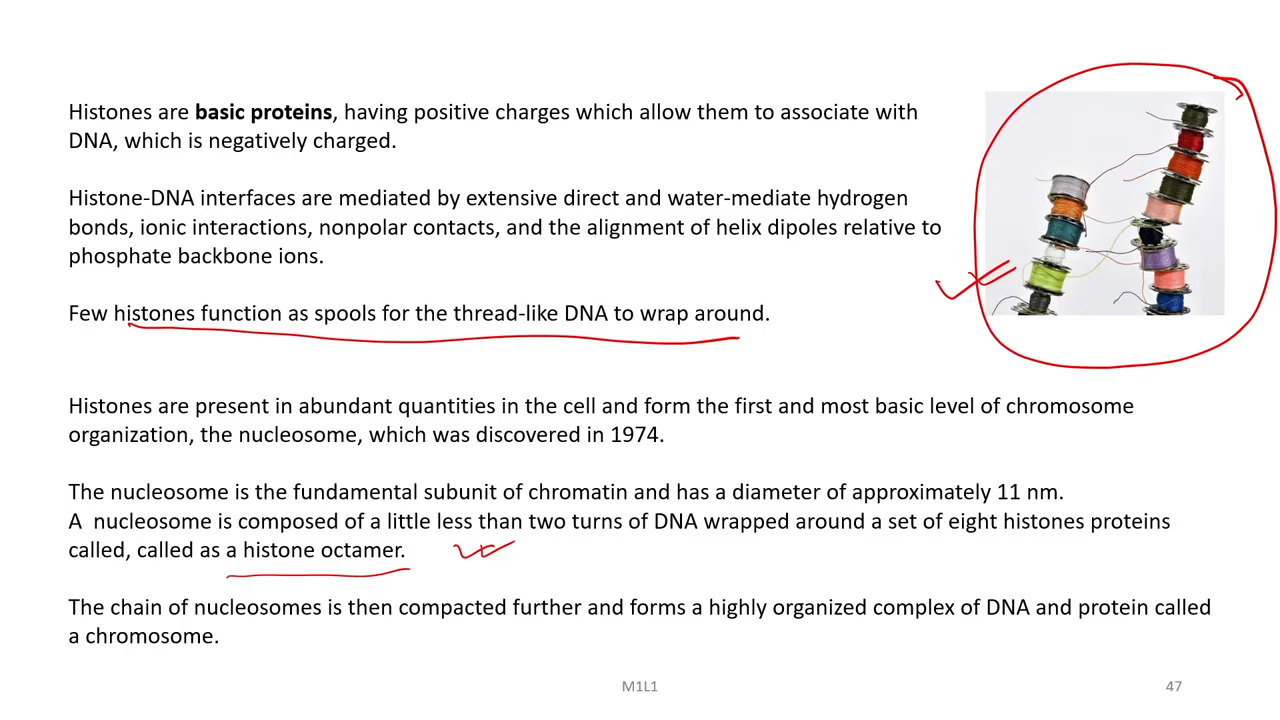 Histones are basic proteins, having positive charges which allow them to associate with
DNA, which is negatively charged.
Histone-DNA interfaces are mediated by extensive direct and water-mediate hydrogen
bonds, ionic interactions, nonpolar contacts, and the alignment of helix dipoles relative to
phosphate backbone ions.
Few histones function as spools for the thread-like DNA to wrap around.
Histones are present in abundant quantities in the cell and form the first and most basic level of chromosome
organization, the nucleosome, which was discovered in 1974.
The nucleosome is the fundamental subunit of chromatin and has a diameter of approximately 11 nm.
A  nucleosome is composed of a little less than two turns of DNA wrapped around a set of eight histones proteins
called, called as a histone octamer.
The chain of nucleosomes is then compacted further and forms a highly organized complex of DNA and protein called
a chromosome.
M1L1
47